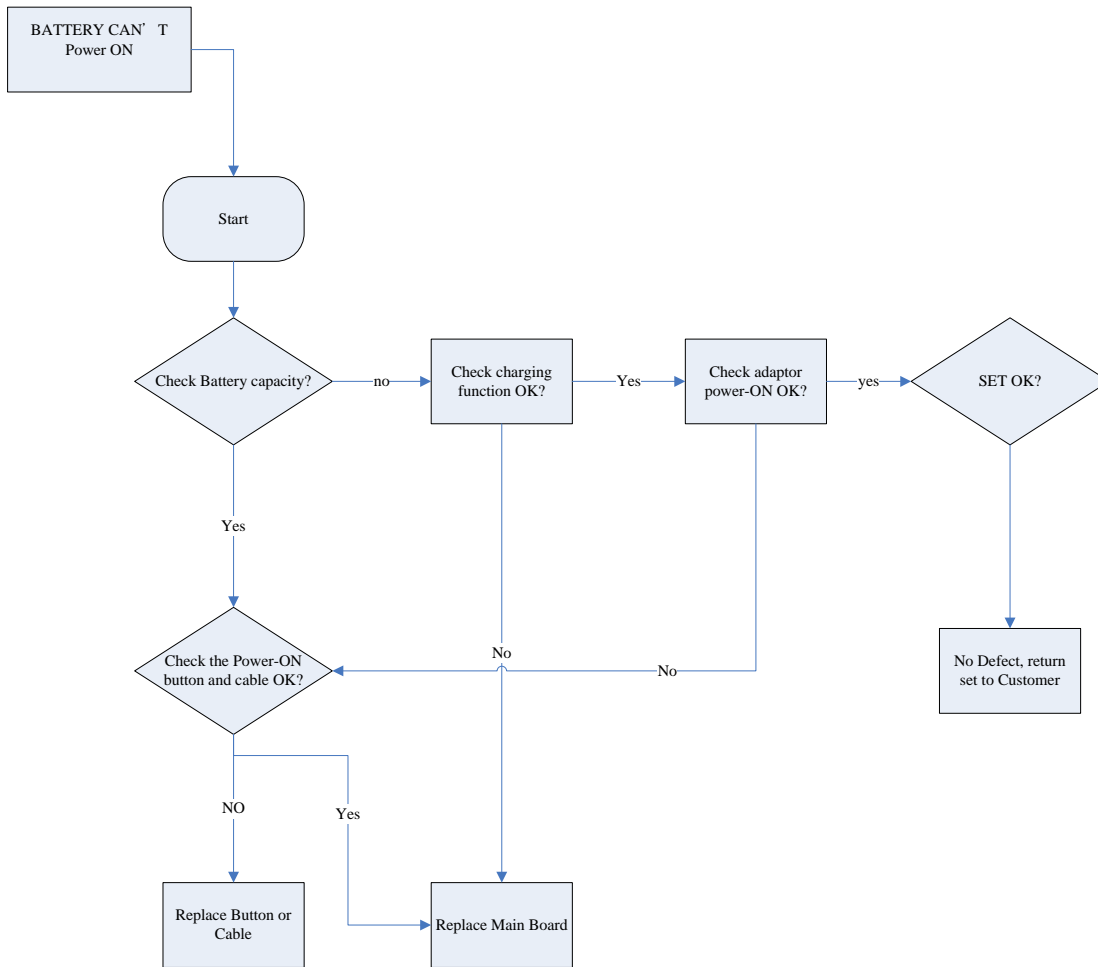 BATTERY CAN’ T
Power ON
Start
Check Battery capacity?
no
Check charging
function OK?
Yes
Check adaptor
power-ON OK?
yes
SET OK?
Yes
Check the Power-ON
button and cable OK?
No
No
No Defect, return
set to Customer
NO
Yes
Replace Button or
Cable
Replace Main Board